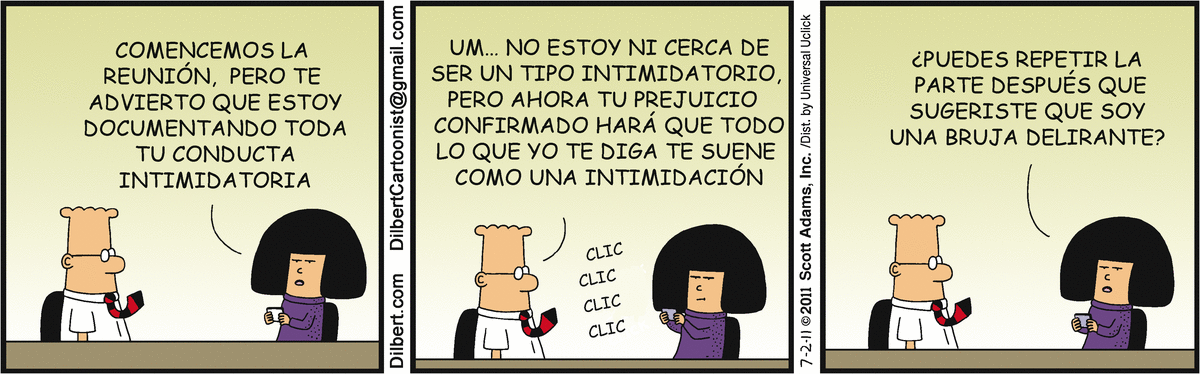 COMENCEMOS LA
REUNIÓN, PERO TE
ADVIERTO QUE ESTOY
DOCUMENTANDO TODA
TU CONDUCTA
INTIMIDATORIA
Dilbert.com DilbertCartoonist@gmail.com
UM... NO ESTOY NI CERCA DE
SER UN TIPO INTIMIDATORIO,
PERO AHORA TU PREJUICIO
CONFIRMADO HARÁ QUE TODO
LO QUE YO TE DIGA TE SUENE
COMO UNA INTIMIDACIÓN
CLIC
CLIC
CLIC
CLIC
7-2-11 ©2011 Scott Adams, Inc. /Dist. by Universal Uclick
¿PUEDES REPETIR LA
PARTE DESPUÉS QUE
SUGERISTE QUE SOY
UNA BRUJA DELIRANTE?